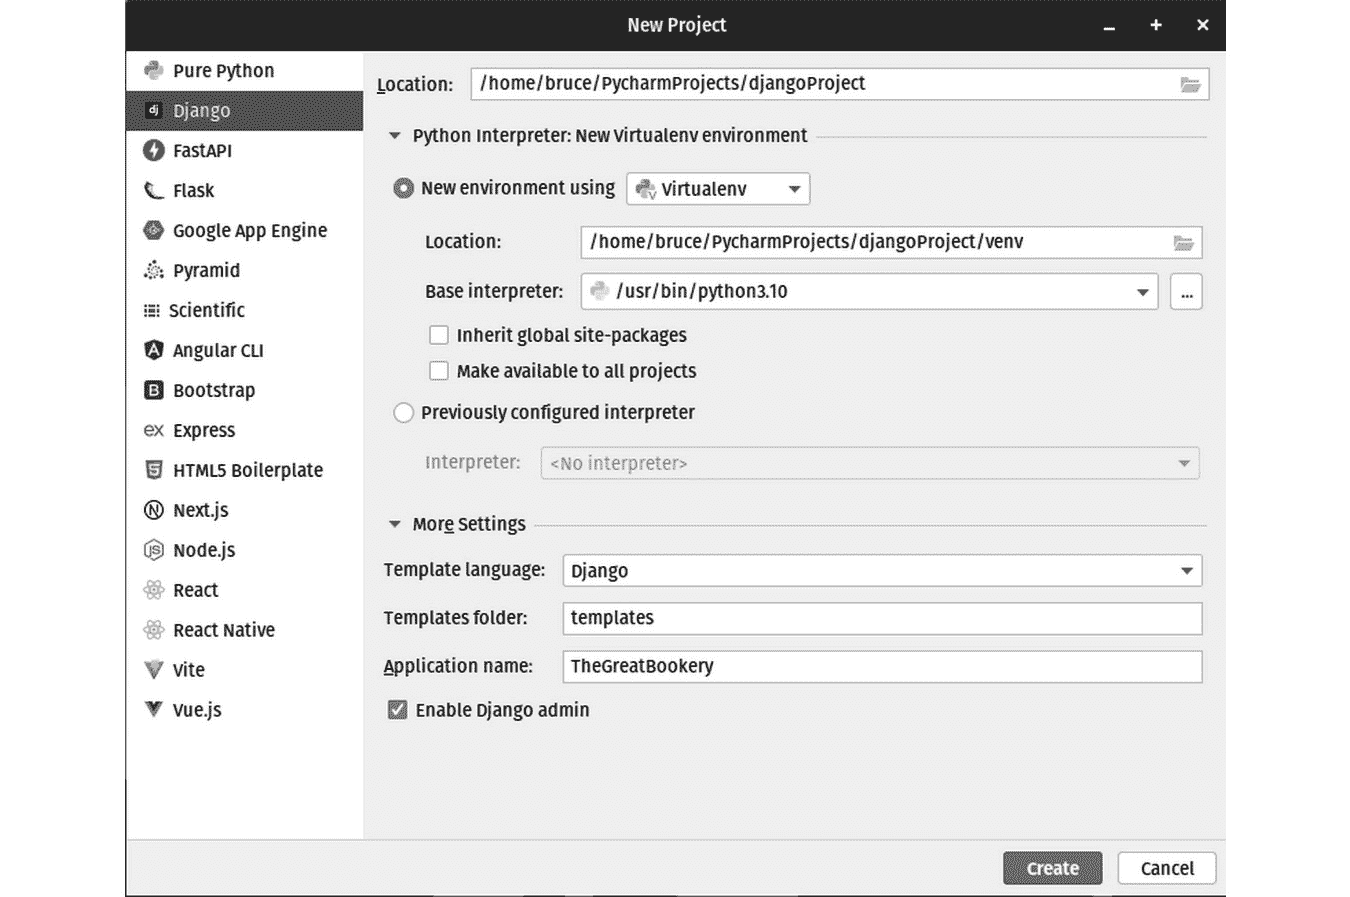 New Project
Pure Python
dj Django
FastAPI
Flask
Google App Engine
Pyramid
Scientific
Angular CLI
Bootstrap
ex Express
HTML5 Boilerplate
Next.js
Node.js
React
React Native
Vite
Vue.js
Location: /home/bruce/PycharmProjects/djangoProject
Python Interpreter: New Virtualenv environment
New environment using Virtualenv
Location: /home/bruce/PycharmProjects/djangoProject/venv
Base interpreter: /usr/bin/python3.10 ...
Inherit global site-packages
Make available to all projects
Previously configured interpreter
Interpreter: <No interpreter>
More Settings
Template language: Django
Templates folder: templates
Application name: TheGreatBookery
Enable Django admin
Create Cancel